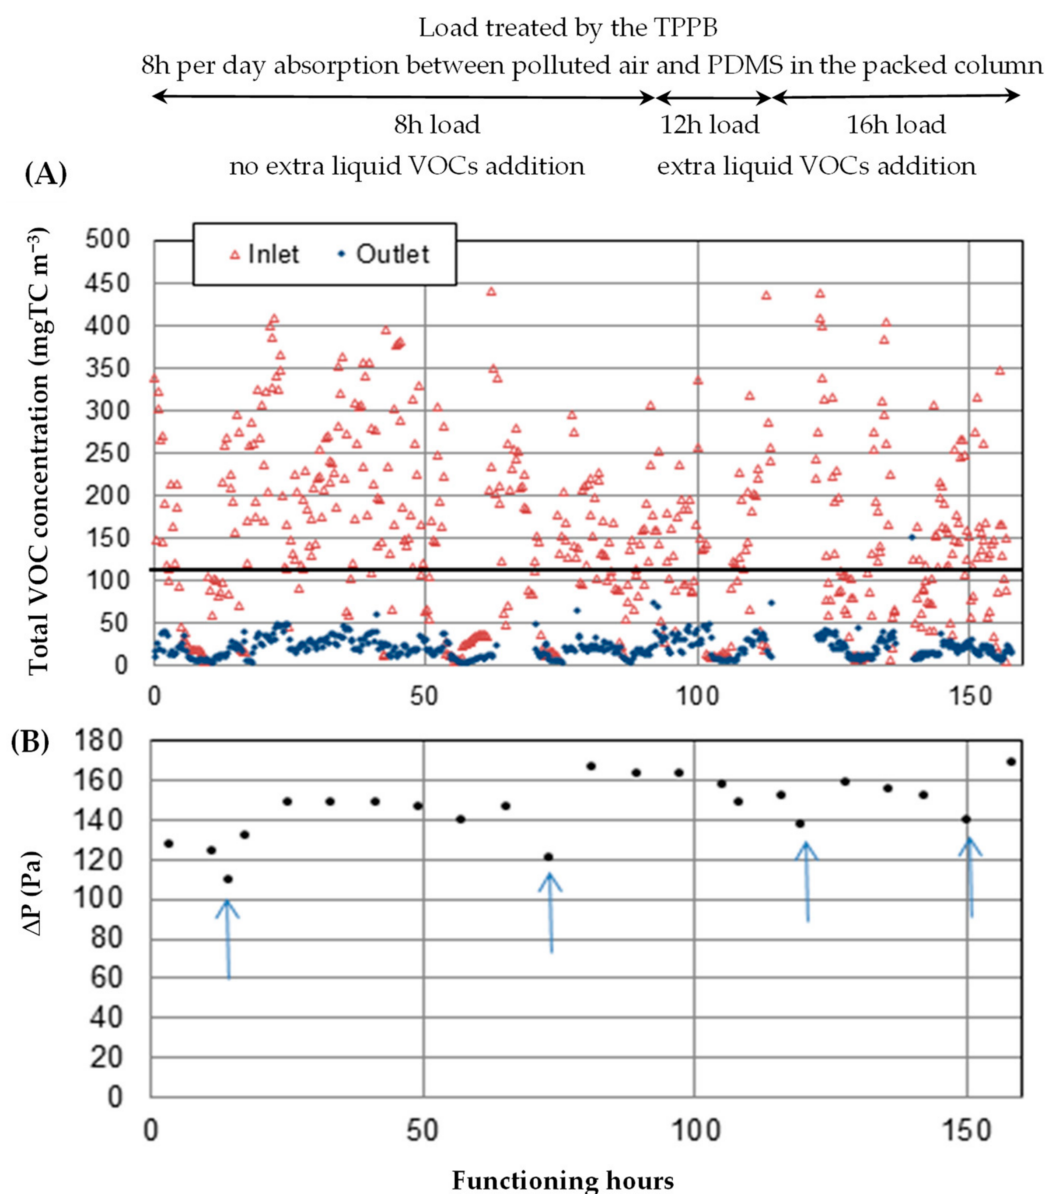 Load treated by the TPPB
8h per day absorption between polluted air and PDMS in the packed column
8h load 12h load 16h load
no extra liquid VOCs addition extra liquid VOCs addition
(A)
Total VOC concentration (mgTC m⁻³)
Inlet Outlet
500
450
400
350
300
250
200
150
100
50
0
0 50 100 150
(B)
ΔP (Pa)
180
160
140
120
100
80
60
40
20
0
0 50 100 150
Functioning hours